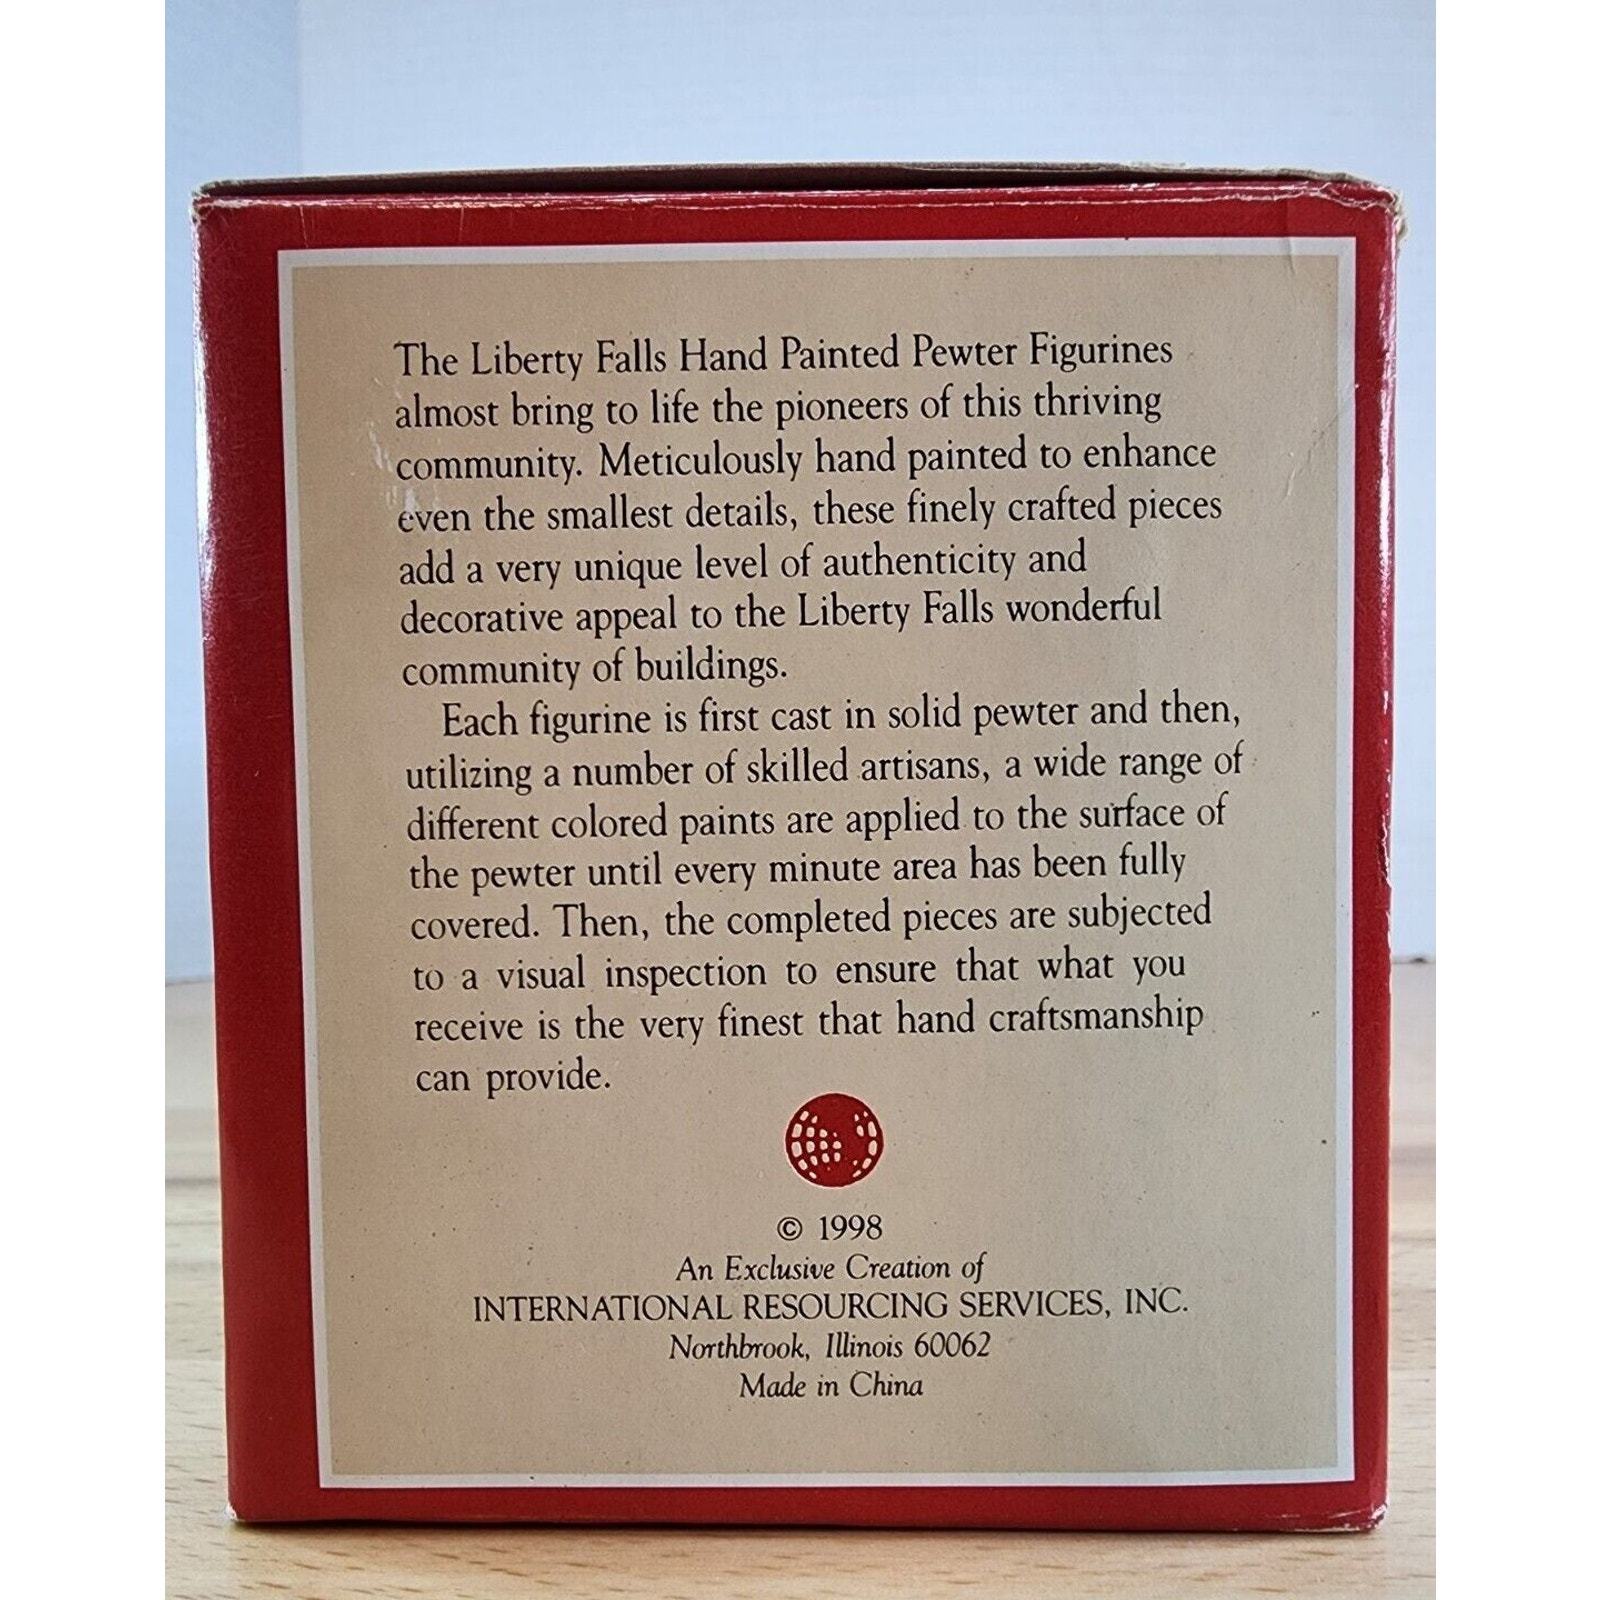 The Liberty Falls Hand Painted Pewter Figurines
almost bring to life the pioneers of this thriving
community. Meticulously hand painted to enhance
even the smallest details, these finely crafted pieces
add a very unique level of authenticity and
decorative appeal to the Liberty Falls wonderful
community of buildings.
Each figurine is first cast in solid pewter and then,
utilizing a number of skilled artisans, a wide range of
different colored paints are applied to the surface of
the pewter until every minute area has been fully
covered. Then, the completed pieces are subjected
to a visual inspection to ensure that what you
receive is the very finest that hand craftsmanship
can provide.
© 1998
An Exclusive Creation of
INTERNATIONAL RESOURCING SERVICES, INC.
Northbrook, Illinois 60062
Made in China